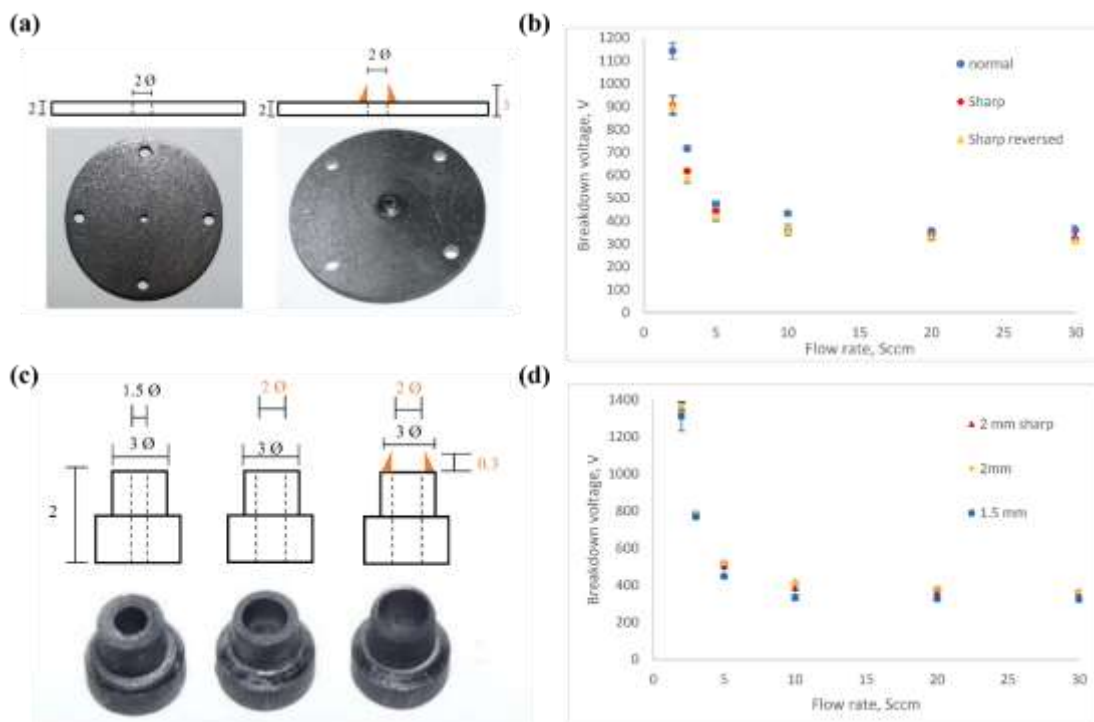 (a)
2 Ø
2 Ø
2
2
3
(b)
1200
1100
1000
900
800
700
600
500
400
300
200
100
0
Breakdown voltage, V
normal
Sharp
Sharp reversed
0
5
10
15
20
25
30
Flow rate, Sccm
(c)
1.5 Ø
2 Ø
2 Ø
3 Ø
3 Ø
3 Ø
0.3
2
(d)
1400
1200
1000
800
600
400
200
0
Breakdown voltage, V
2 mm sharp
2mm
1.5 mm
0
5
10
15
20
25
30
Flow rate, Sccm